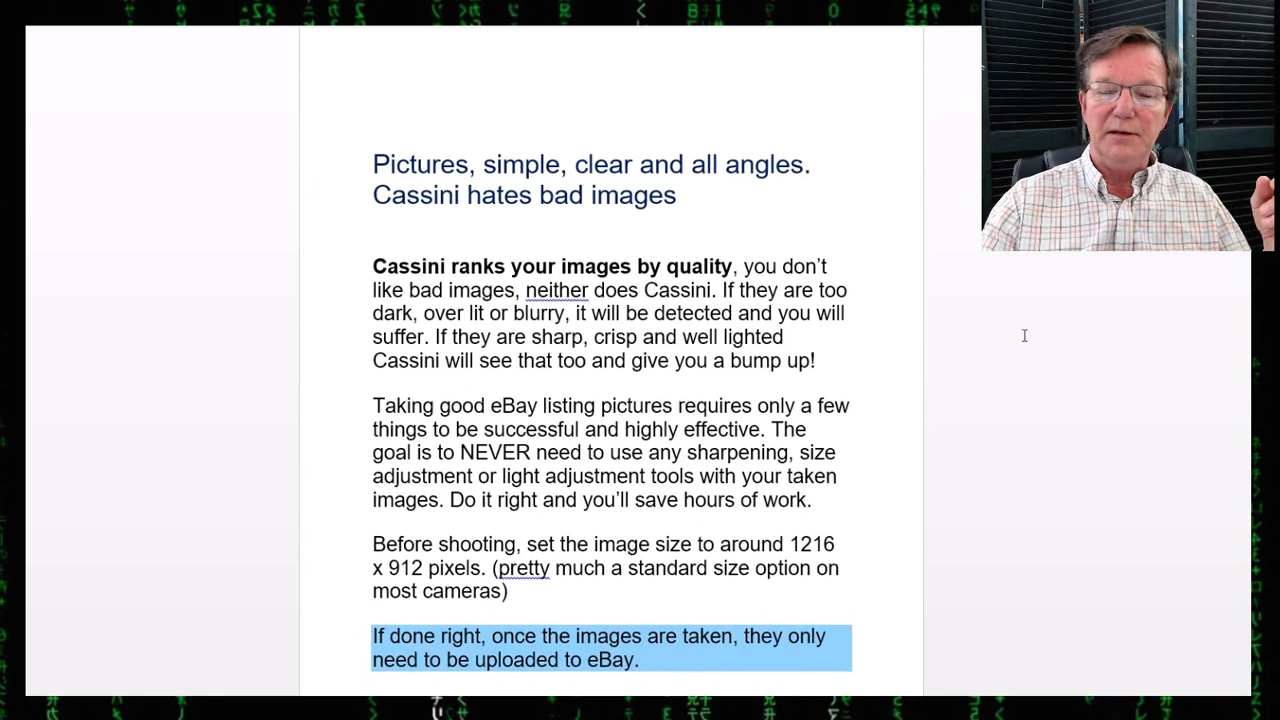 Pictures, simple, clear and all angles.
Cassini hates bad images
Cassini ranks your images by quality, you don’t
like bad images, neither does Cassini. If they are too
dark, over lit or blurry, it will be detected and you will
suffer. If they are sharp, crisp and well lighted
Cassini will see that too and give you a bump up!
Taking good eBay listing pictures requires only a few
things to be successful and highly effective. The
goal is to NEVER need to use any sharpening, size
adjustment or light adjustment tools with your taken
images. Do it right and you’ll save hours of work.
Before shooting, set the image size to around 1216
x 912 pixels. (pretty much a standard size option on
most cameras)
If done right, once the images are taken, they only
need to be uploaded to eBay.